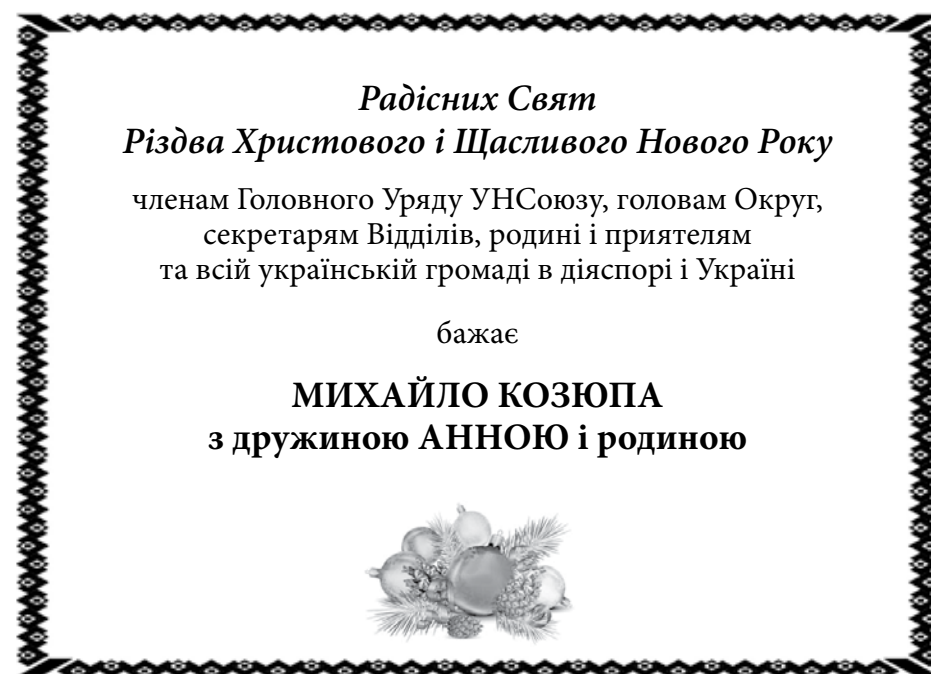 Радісних Свят
Різдва Христового і Щасливого Нового Року
членам Головного Уряду УНСоюзу, головам Округ,
секретарям Відділів, родині і приятелям
та всій українській громаді в діяспорі і Україні
бажає
МИХАЙЛО КОЗЮПА
з дружиною АННОЮ і родиною